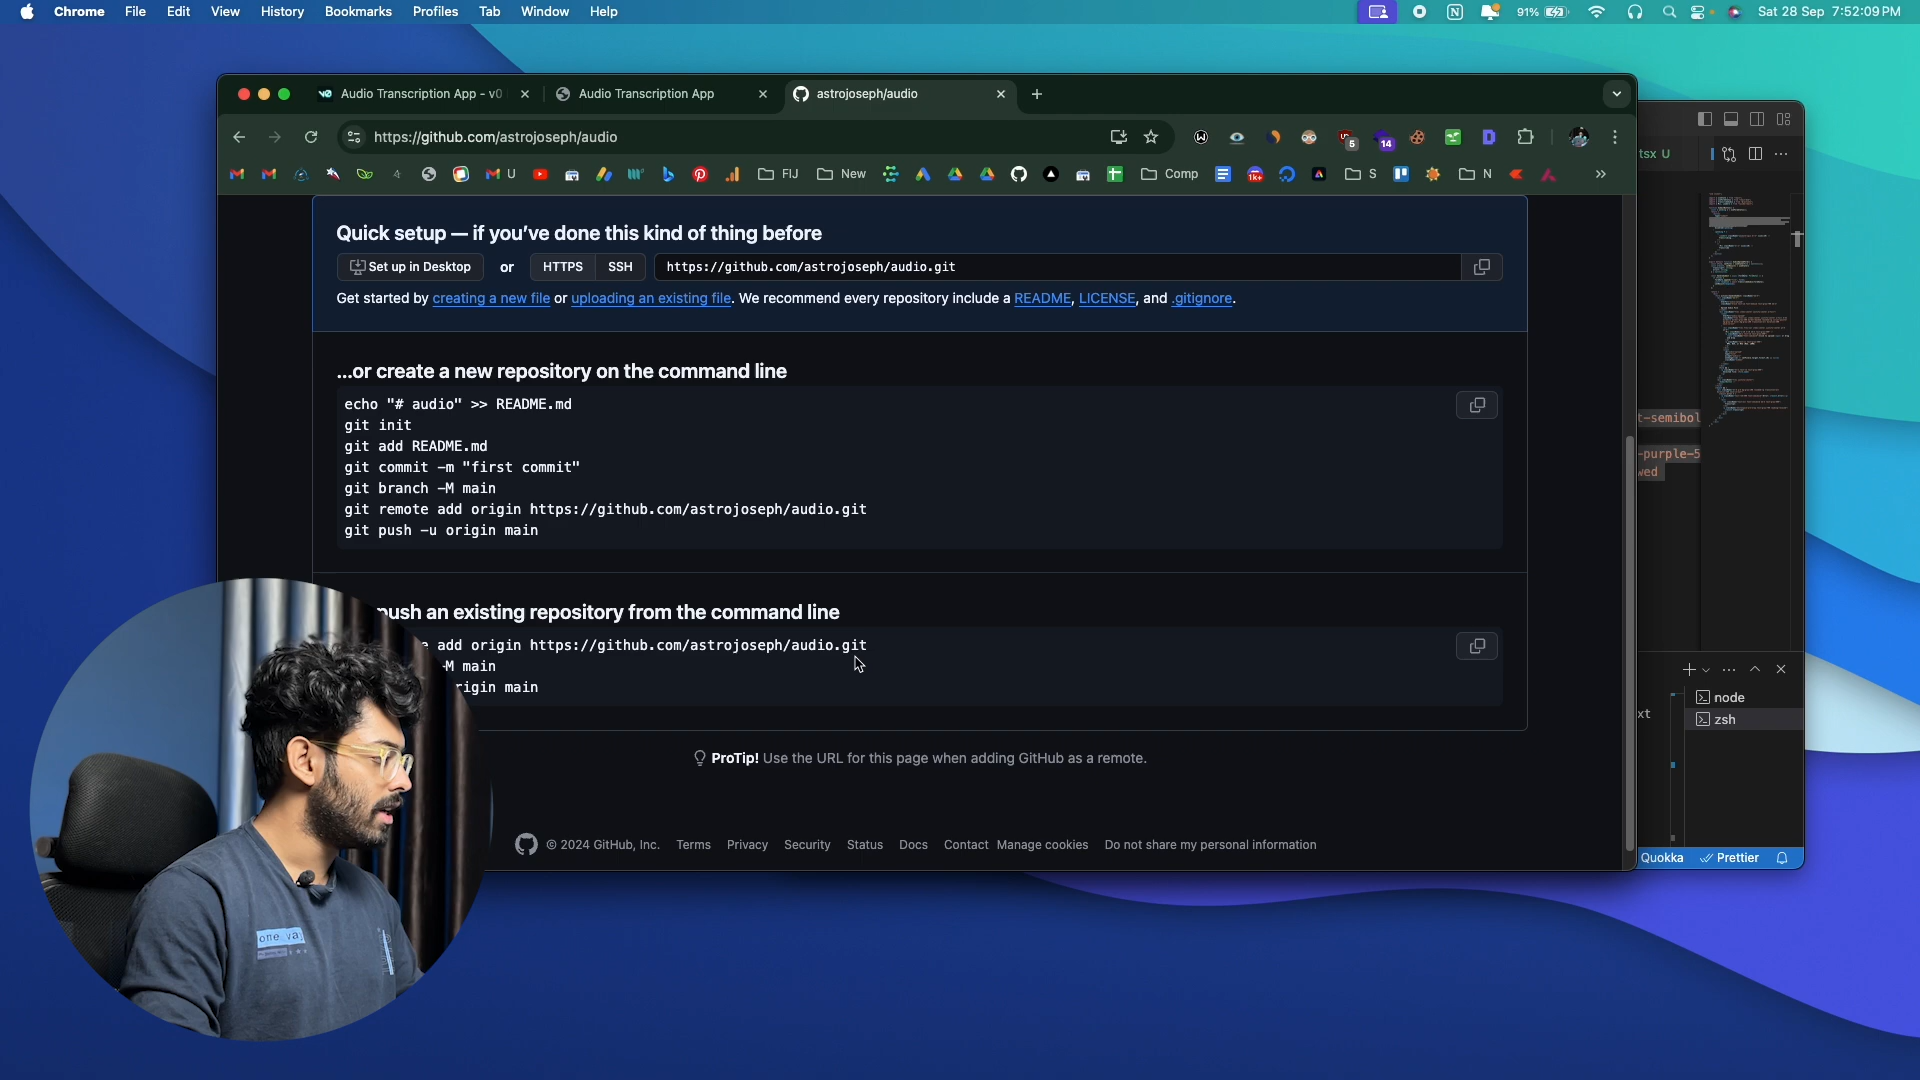 Chrome File Edit View History Bookmarks Profiles Tab Window Help
91% Sat 28 Sep 7:52:09 PM
Audio Transcription App - v0 Audio Transcription App astrojoseph/audio
https://github.com/astrojoseph/audio
5 14
U FIJ New Comp 1k+ S N
tsx U
Quick setup — if you've done this kind of thing before
Set up in Desktop or HTTPS SSH https://github.com/astrojoseph/audio.git
Get started by creating a new file or uploading an existing file. We recommend every repository include a README, LICENSE, and .gitignore.
...or create a new repository on the command line
echo "# audio" >> README.md
git init
git add README.md
git commit -m "first commit"
git branch -M main
git remote add origin https://github.com/astrojoseph/audio.git
git push -u origin main
t-semibol
-purple-5
wed
push an existing repository from the command line
e add origin https://github.com/astrojoseph/audio.git
-M main
rigin main
node
xt
zsh
ProTip! Use the URL for this page when adding GitHub as a remote.
© 2024 GitHub, Inc. Terms Privacy Security Status Docs Contact Manage cookies Do not share my personal information
Quokka Prettier
one va